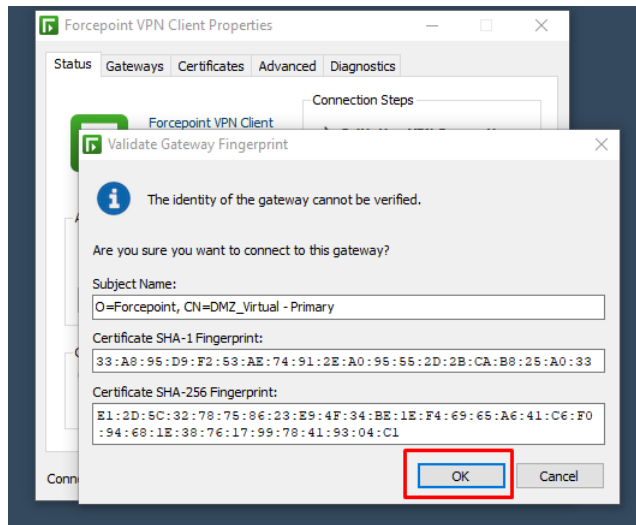 Forcepoint VPN Client Properties
Status Gateways Certificates Advanced Diagnostics
Connection Steps
Forcepoint VPN Client
Validate Gateway Fingerprint
The identity of the gateway cannot be verified.
Are you sure you want to connect to this gateway?
Subject Name:
O=Forcepoint, CN=DMZ_Virtual - Primary
Certificate SHA-1 Fingerprint:
33:A8:95:D9:F2:53:AE:74:91:2E:A0:95:55:2D:2B:CA:B8:25:A0:33
Certificate SHA-256 Fingerprint:
E1:2D:5C:32:78:75:86:23:E9:4F:34:BE:1E:F4:69:65:A6:41:C6:F0
:94:68:1E:38:76:17:99:78:41:93:04:C1
OK Cancel